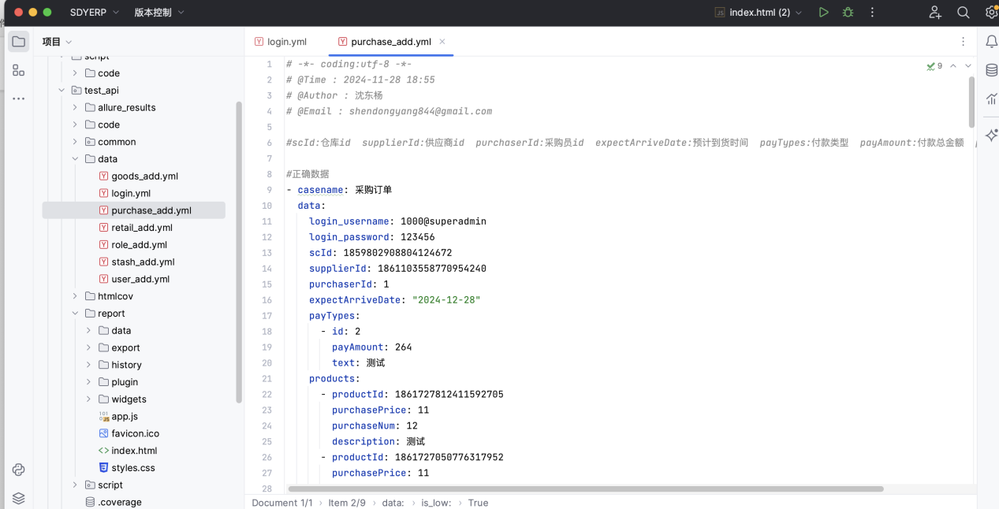 SDYERP 版本控制 index.html (2)
项目
login.yml purchase_add.yml
script
code
test_api
allure_results
code
common
data
goods_add.yml
login.yml
purchase_add.yml
retail_add.yml
role_add.yml
stash_add.yml
user_add.yml
htmlcov
report
data
export
history
plugin
widgets
app.js
favicon.ico
index.html
styles.css
script
.coverage
9
1 # -*- coding:utf-8 -*-
2 # @Time : 2024-11-28 18:55
3 # @Author : 沈东杨
4 # @Email : shendongyang844@gmail.com
5
6 #scId:仓库id supplierId:供应商id purchaserId:采购员id expectArriveDate:预计到货时间 payTypes:付款类型 payAmount:付款总金额
7
8 #正确数据
9 - casename: 采购订单
10 data:
11 login_username: 1000@superadmin
12 login_password: 123456
13 scId: 1859802908804124672
14 supplierId: 1861103558770954240
15 purchaserId: 1
16 expectArriveDate: "2024-12-28"
17 payTypes:
18 - id: 2
19 payAmount: 264
20 text: 测试
21 products:
22 - productId: 1861727812411592705
23 purchasePrice: 11
24 purchaseNum: 12
25 description: 测试
26 - productId: 1861727050776317952
27 purchasePrice: 11
28
Document 1/1 › Item 2/9 › data: › is_low: › True